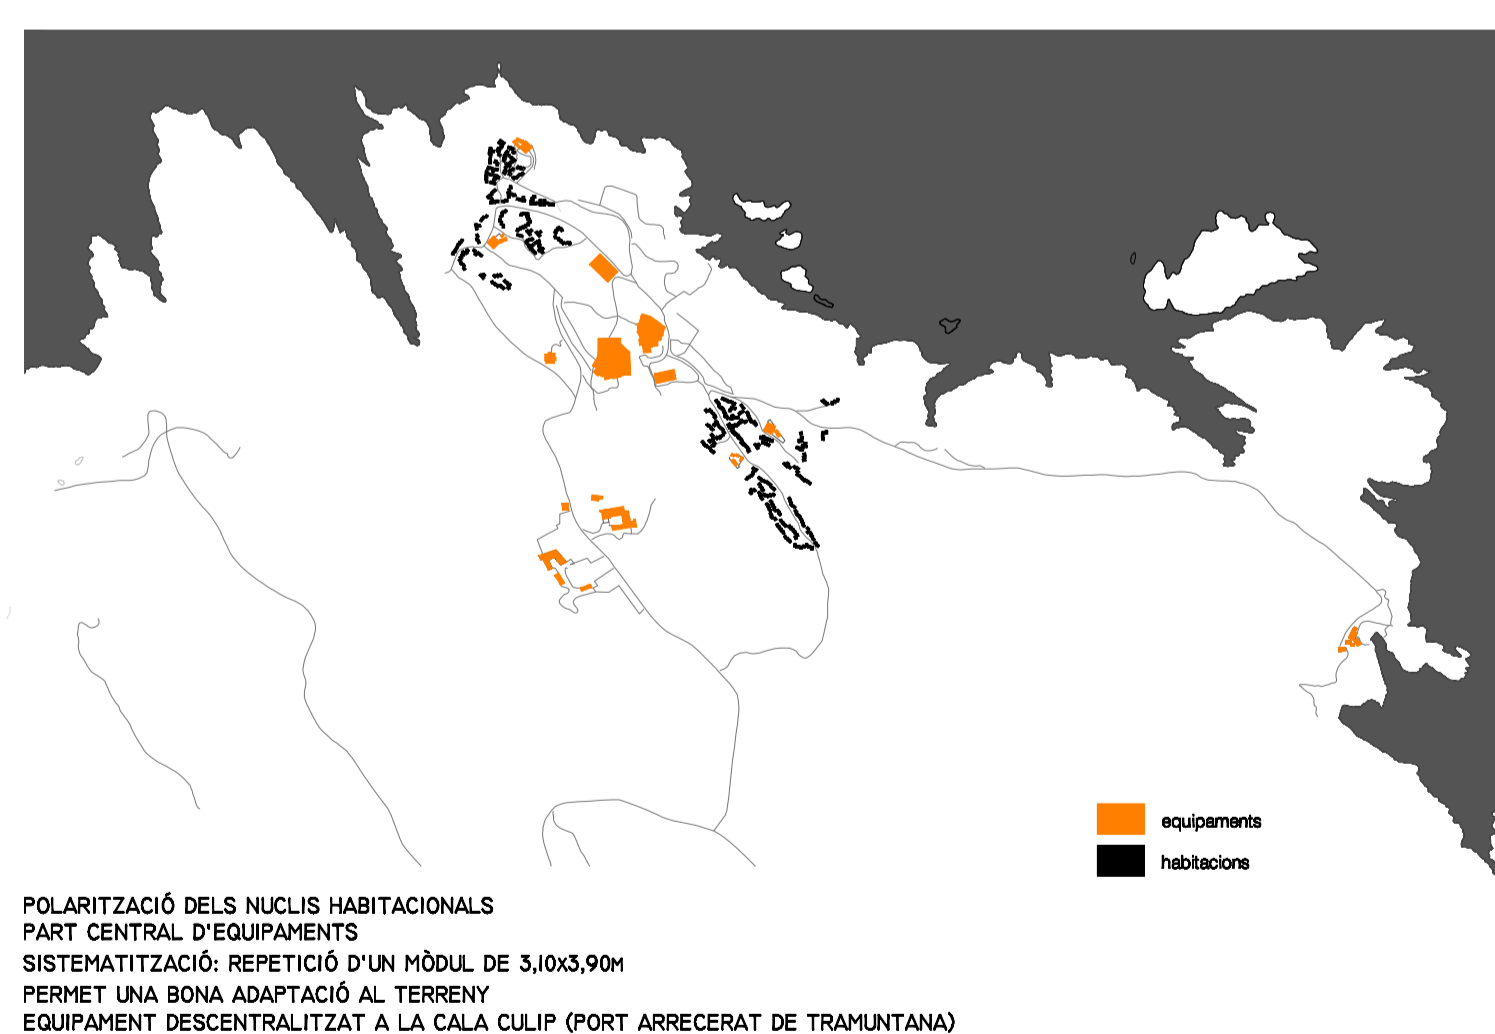 equipaments
habitacions
POLARITZACIÓ DELS NUCLIS HABITACIONALS
PART CENTRAL D'EQUIPAMENTS
SISTEMATITZACIÓ: REPETICIÓ D'UN MÒDUL DE 3,10x3,90M
PERMET UNA BONA ADAPTACIÓ AL TERRENY
EQUIPAMENT DESCENTRALITZAT A LA CALA CULIP (PORT ARRECERAT DE TRAMUNTANA)